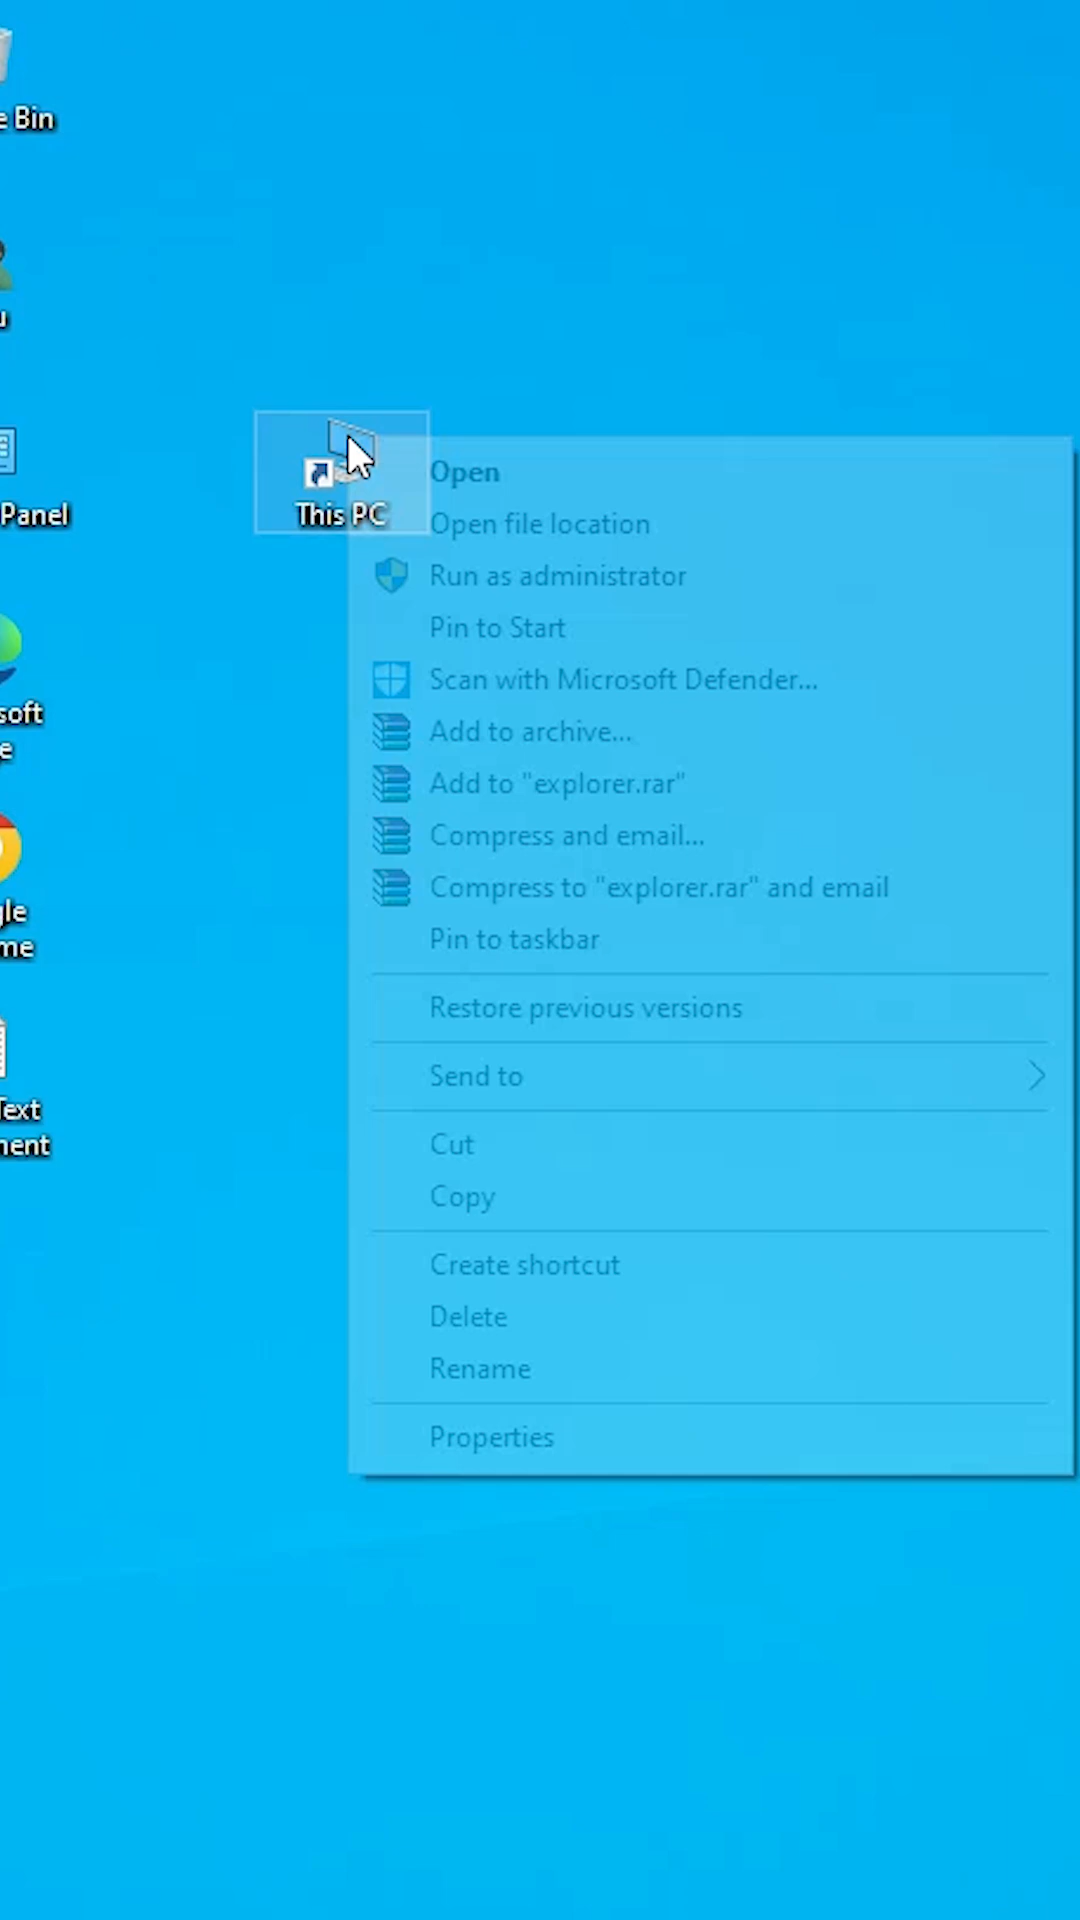 e Bin
u
Panel
This PC
soft
e
gle
me
Text
ment
Open
Open file location
Run as administrator
Pin to Start
Scan with Microsoft Defender...
Add to archive...
Add to "explorer.rar"
Compress and email...
Compress to "explorer.rar" and email
Pin to taskbar
Restore previous versions
Send to
Cut
Copy
Create shortcut
Delete
Rename
Properties